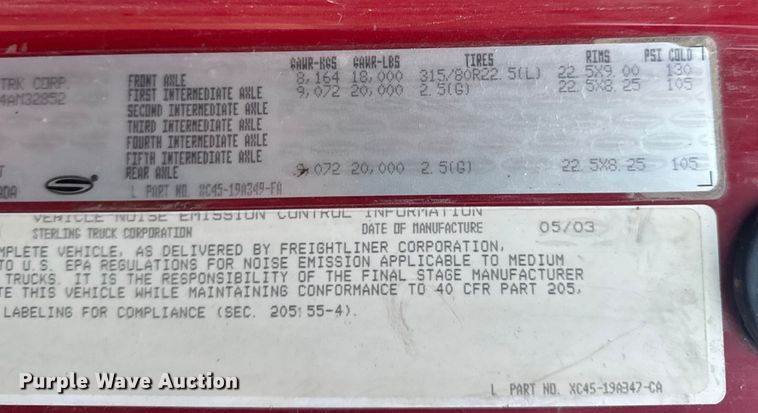 GAWR-KGS GAWR-LBS TIRES RIMS PSI COLD
TRK CORP FRONT AXLE 8,164 18,000 315/80R22.5(L) 22.5X9.00 130
4AM32852 FIRST INTERMEDIATE AXLE 9,072 20,000 2.5(G) 22.5X8.25 105
SECOND INTERMEDIATE AXLE
THIRD INTERMEDIATE AXLE
FOURTH INTERMEDIATE AXLE
FIFTH INTERMEDIATE AXLE
REAR AXLE 9,072 20,000 2.5(G) 22.5X8.25 105
ADA L PART NO. XC45-19A349-FA
VEHICLE NOISE EMISSION CONTROL INFORMATION
STERLING TRUCK CORPORATION DATE OF MANUFACTURE 05/03
MPLETE VEHICLE, AS DELIVERED BY FREIGHTLINER CORPORATION,
TO U.S. EPA REGULATIONS FOR NOISE EMISSION APPLICABLE TO MEDIUM
TRUCKS. IT IS THE RESPONSIBILITY OF THE FINAL STAGE MANUFACTURER
TE THIS VEHICLE WHILE MAINTAINING CONFORMANCE TO 40 CFR PART 205,
LABELING FOR COMPLIANCE (SEC. 205.55-4).
L PART NO. XC45-19A347-CA
Purple Wave Auction